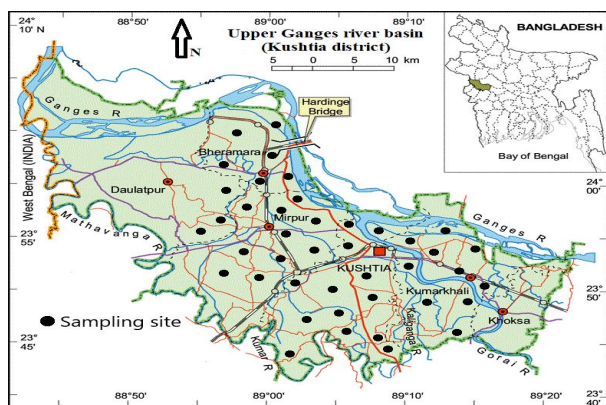 88°50' 89°00' 89°10'
24°
10'
N
Upper Ganges river basin
(Kushtia district)
5 0 5 10 km
BANGLADESH
Bay of Bengal
Ganges R
Hardinge
Bridge
Bheramara
West Bengal (INDIA)
Daulatpur
24°
00'
Mathavanga R
Mirpur
Ganges R
23°
55'
KUSHTIA
Kumarkhali
23°
50'
Sampling site
Khoksa
23°
45'
Kumar R
Kaliganga R
Gorai R
23°
40'
88°50' 89°00' 89°10'